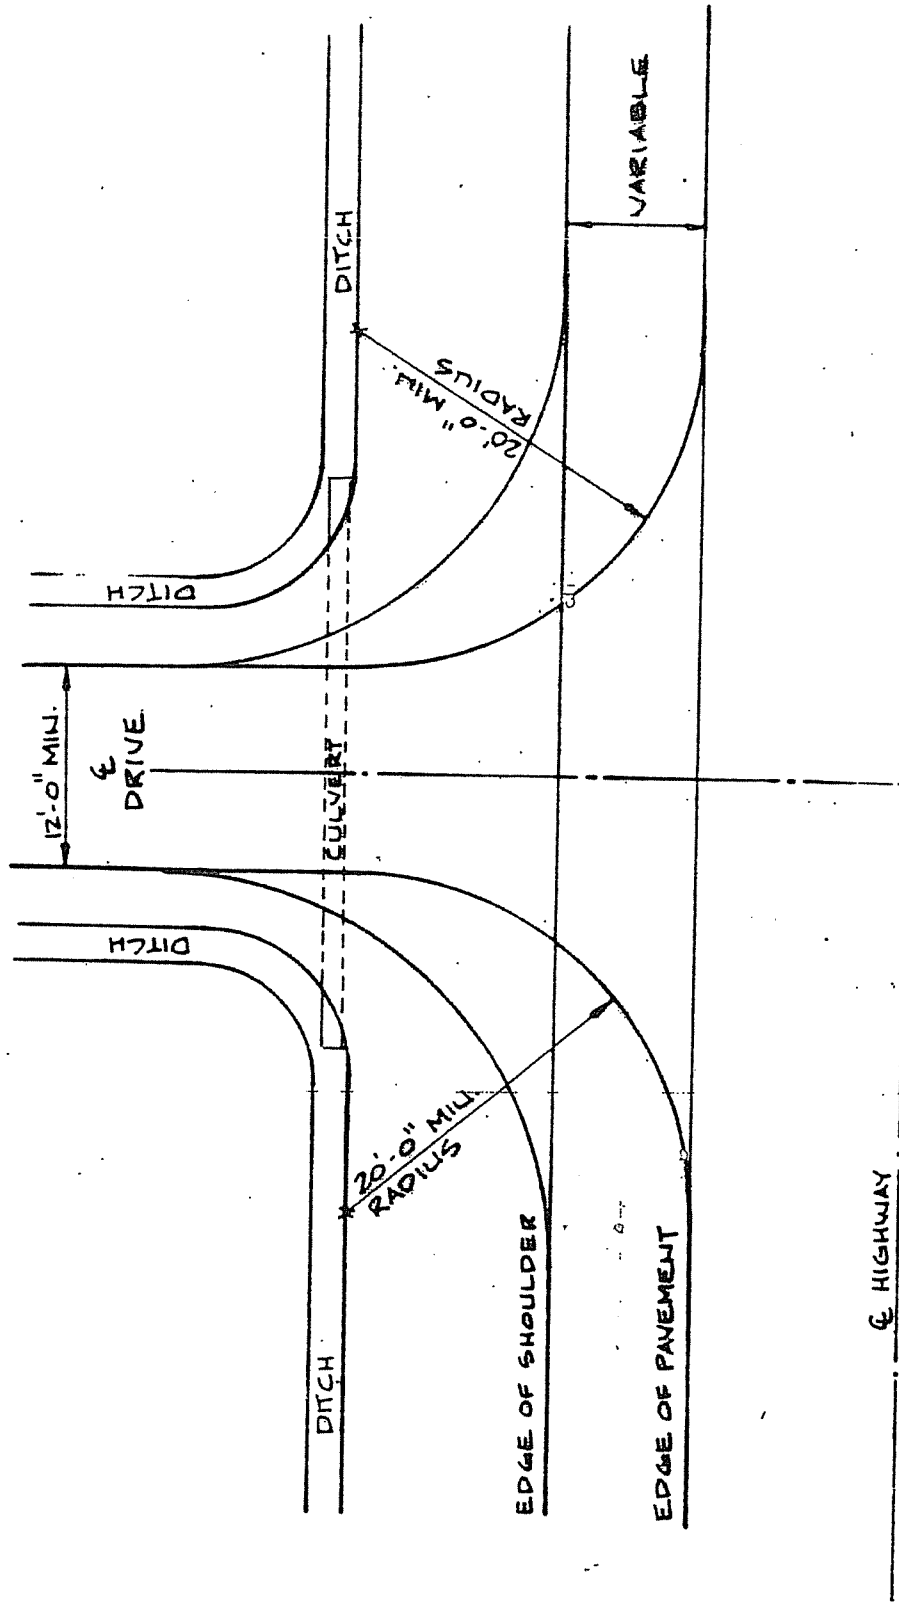 12'-0" MIN.
℄
DRIVE
DITCH
DITCH
DITCH
DITCH
CULVERT
20'-0" MIN.
RADIUS
20'-0" MIN.
RADIUS
VARIABLE
EDGE OF SHOULDER
EDGE OF PAVEMENT
℄ HIGHWAY